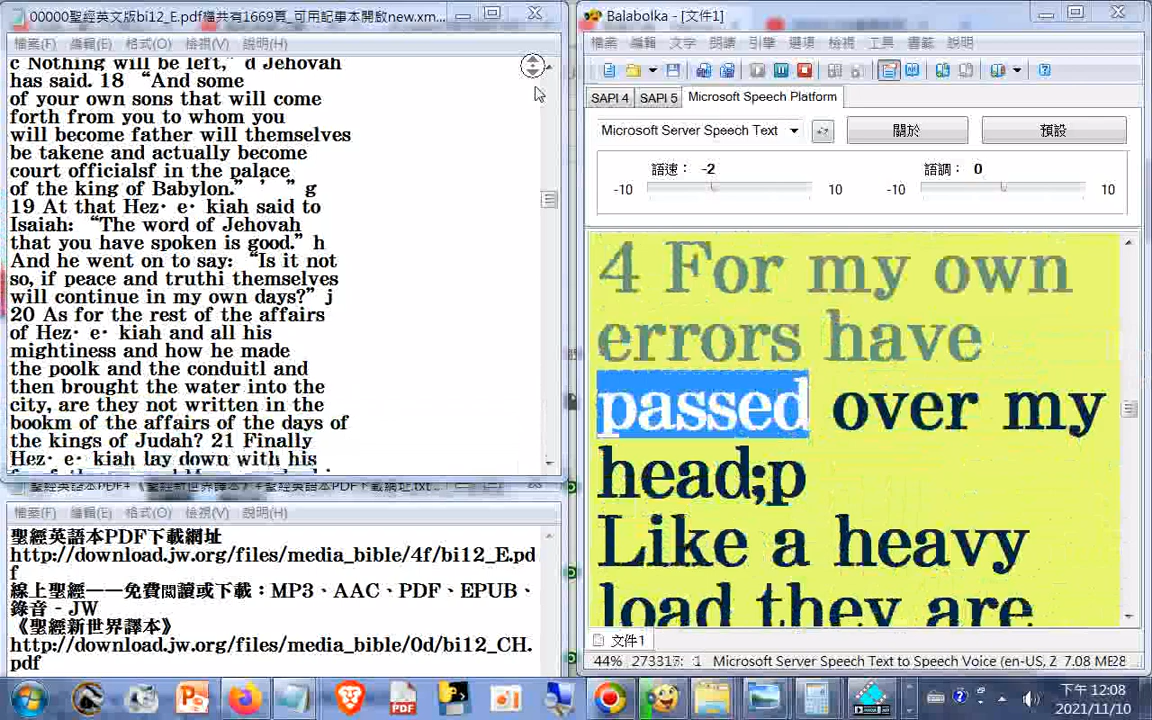 00000聖經英文版bi12_E.pdf檔共有1669頁_可用記事本開啟new.xm...
檔案(F) 編輯(E) 格式(O) 檢視(V) 說明(H)
c Nothing will be left,” d Jehovah
has said. 18 “And some
of your own sons that will come
forth from you to whom you
will become father will themselves
be takene and actually become
court officialsf in the palace
of the king of Babylon.” ’ ”g
19 At that Hez· e· kiah said to
Isaiah: “The word of Jehovah
that you have spoken is good.” h
And he went on to say: “Is it not
so, if peace and truthi themselves
will continue in my own days?” j
20 As for the rest of the affairs
of Hez· e· kiah and all his
mightiness and how he made
the poolk and the conduitl and
then brought the water into the
city, are they not written in the
bookm of the affairs of the days of
the kings of Judah? 21 Finally
Hez· e· kiah lay down with his
檔案(F) 編輯(E) 格式(O) 檢視(V) 說明(H)
聖經英語本PDF下載網址
http://download.jw.org/files/media_bible/4f/bi12_E.pd
f
線上聖經——免費閱讀或下載：MP3、AAC、PDF、EPUB、
錄音 - JW
《聖經新世界譯本》
http://download.jw.org/files/media_bible/0d/bi12_CH.
pdf
Balabolka - [文件1]
檔案 編輯 文字 朗讀 引擎 選項 檢視 工具 書籤 說明
SAPI 4 SAPI 5 Microsoft Speech Platform
Microsoft Server Speech Text 關於 預設
語速： -2 語調： 0
-10 10 -10 10
4 For my own
errors have
passed over my
head;p
Like a heavy
load they are
文件1
44% 273317: 1 Microsoft Server Speech Text to Speech Voice (en-US, Z 7.08 ME28
下午 12:08
2021/11/10